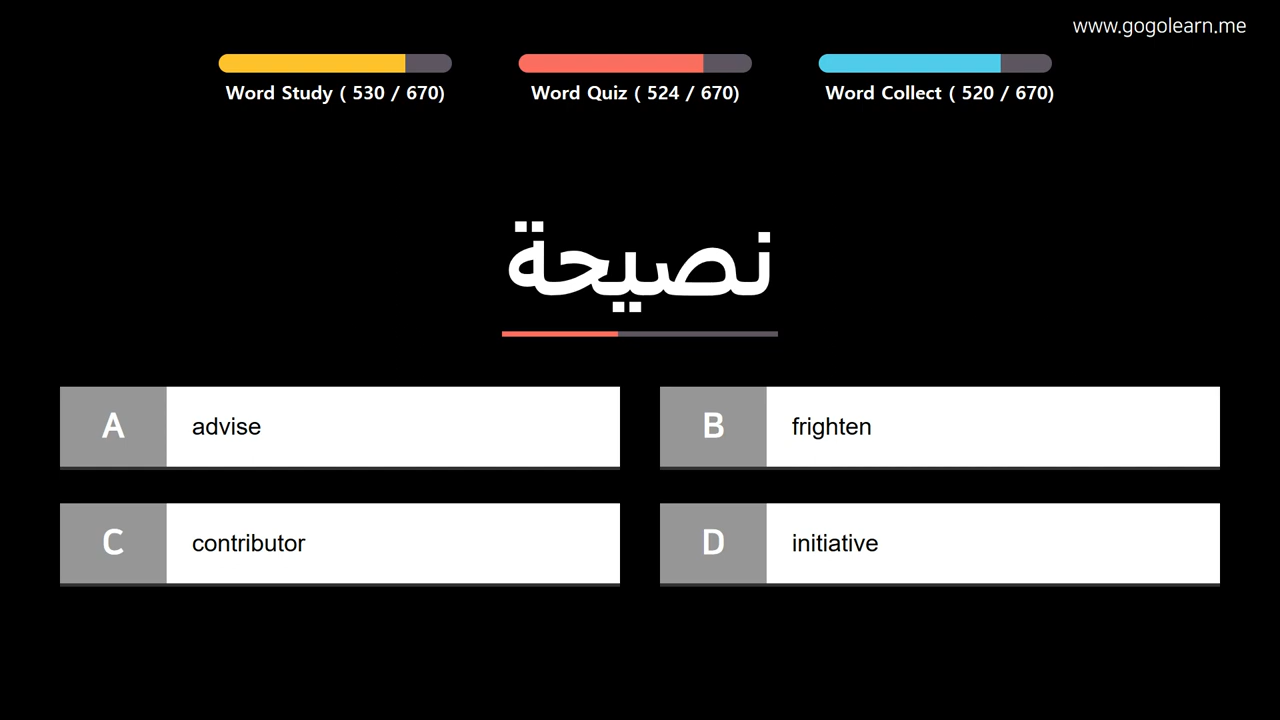 www.gogolearn.me
Word Study ( 530 / 670)
Word Quiz ( 524 / 670)
Word Collect ( 520 / 670)
نصيحة
A advise
B frighten
C contributor
D initiative